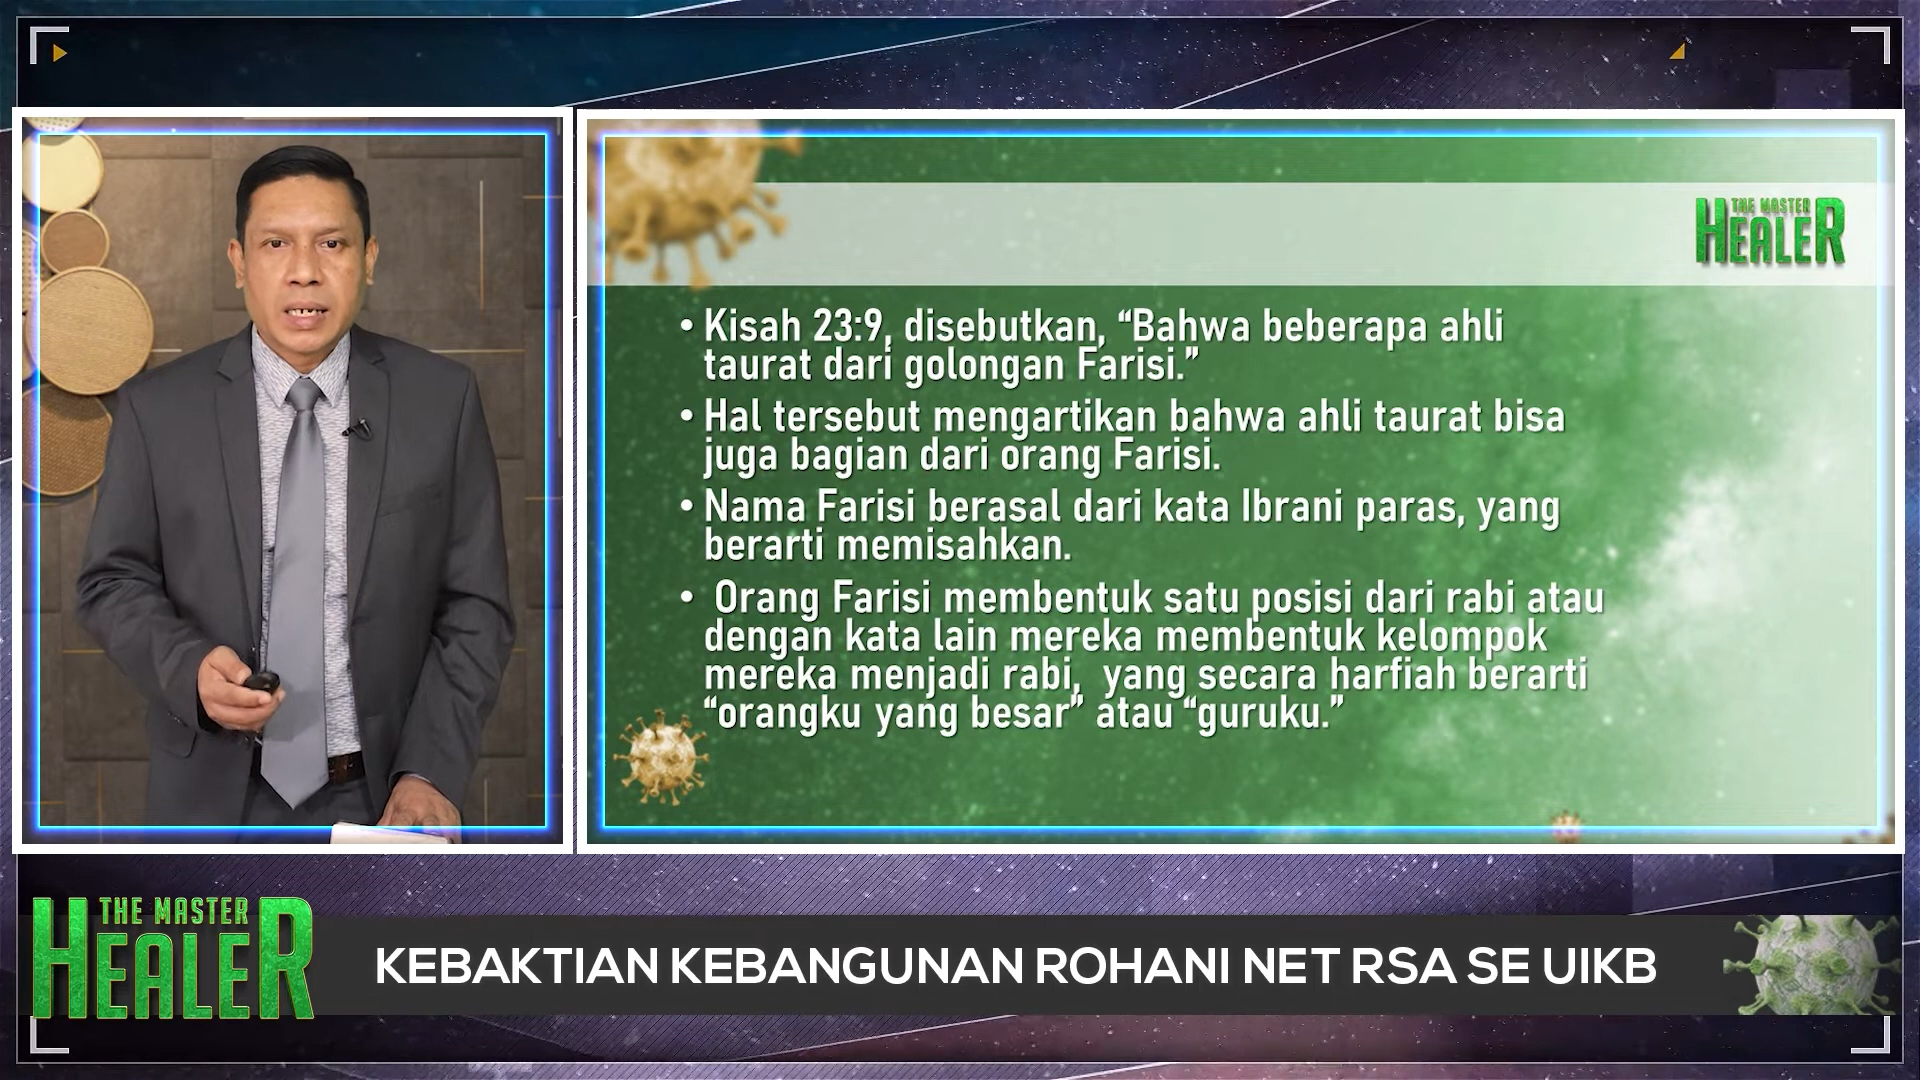 THE MASTER
HEALER
• Kisah 23:9, disebutkan, “Bahwa beberapa ahli
taurat dari golongan Farisi.”
• Hal tersebut mengartikan bahwa ahli taurat bisa
juga bagian dari orang Farisi.
• Nama Farisi berasal dari kata Ibrani paras, yang
berarti memisahkan.
• Orang Farisi membentuk satu posisi dari rabi atau
dengan kata lain mereka membentuk kelompok
mereka menjadi rabi, yang secara harfiah berarti
“orangku yang besar” atau “guruku.”
THE MASTER
HEALER
KEBAKTIAN KEBANGUNAN ROHANI NET RSA SE UIKB